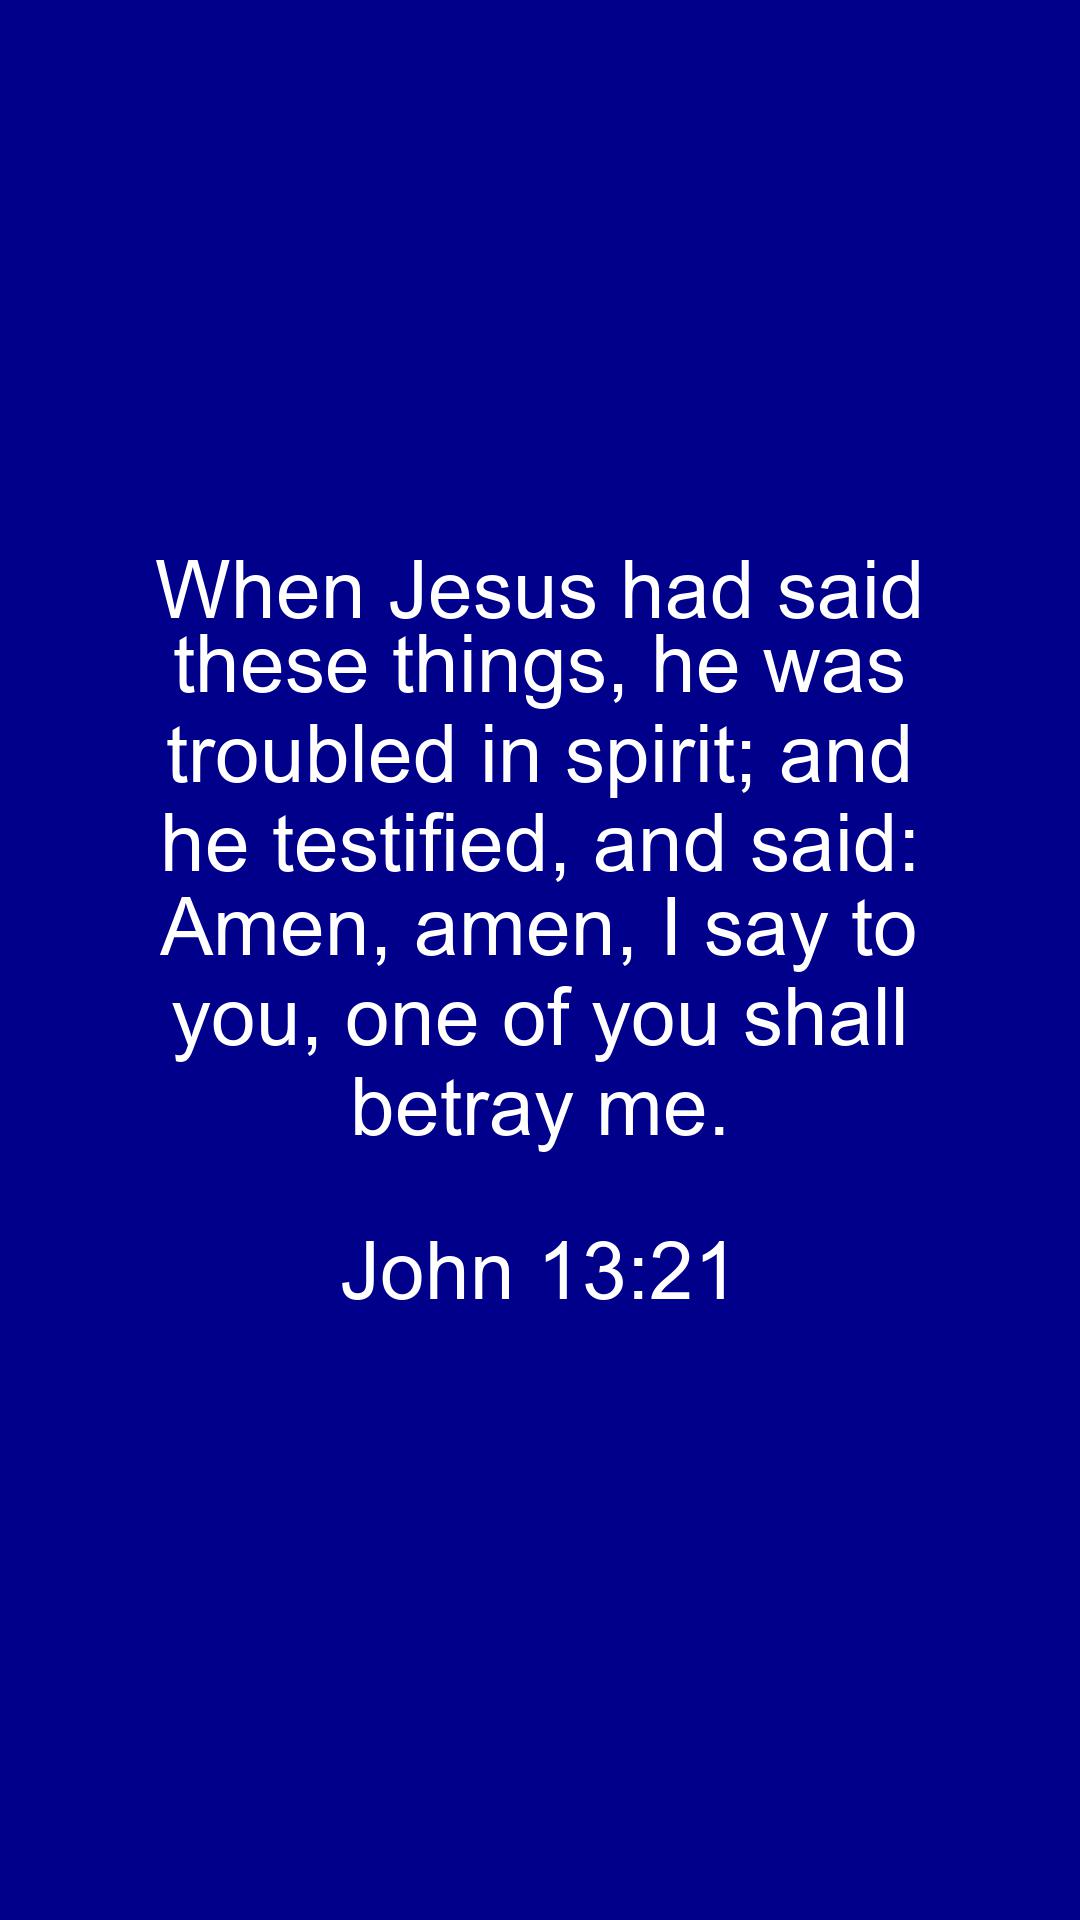 When Jesus had said
these things, he was
troubled in spirit; and
he testified, and said:
Amen, amen, I say to
you, one of you shall
betray me.
John 13:21